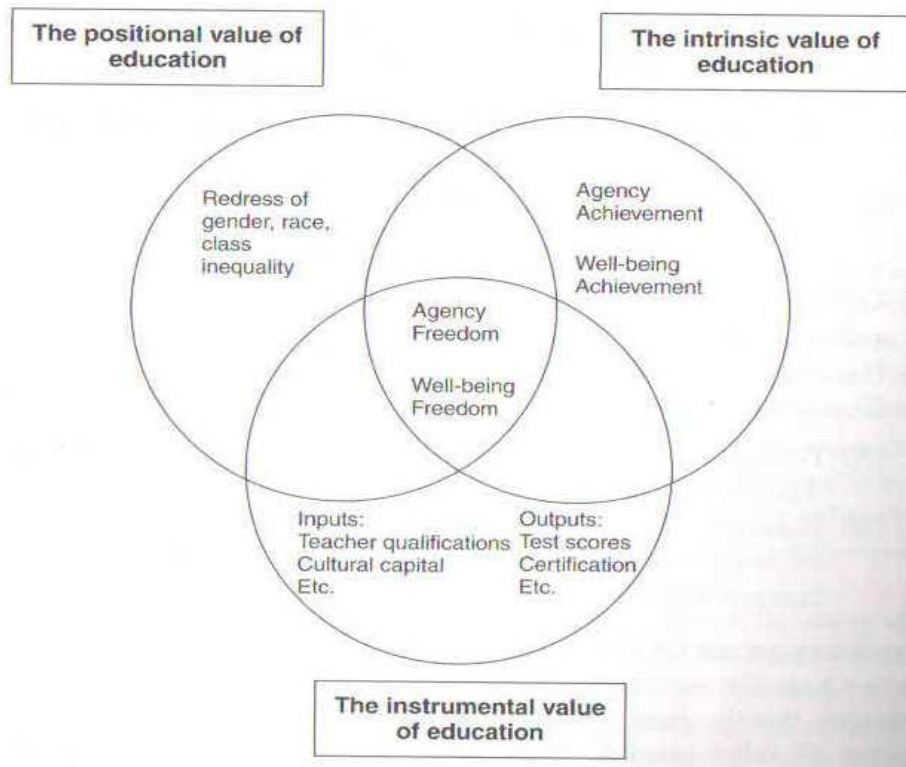 The positional value of
education
The intrinsic value of
education
Redress of
gender, race,
class
inequality
Agency
Achievement
Well-being
Achievement
Agency
Freedom
Well-being
Freedom
Inputs:
Teacher qualifications
Cultural capital
Etc.
Outputs:
Test scores
Certification
Etc.
The instrumental value
of education